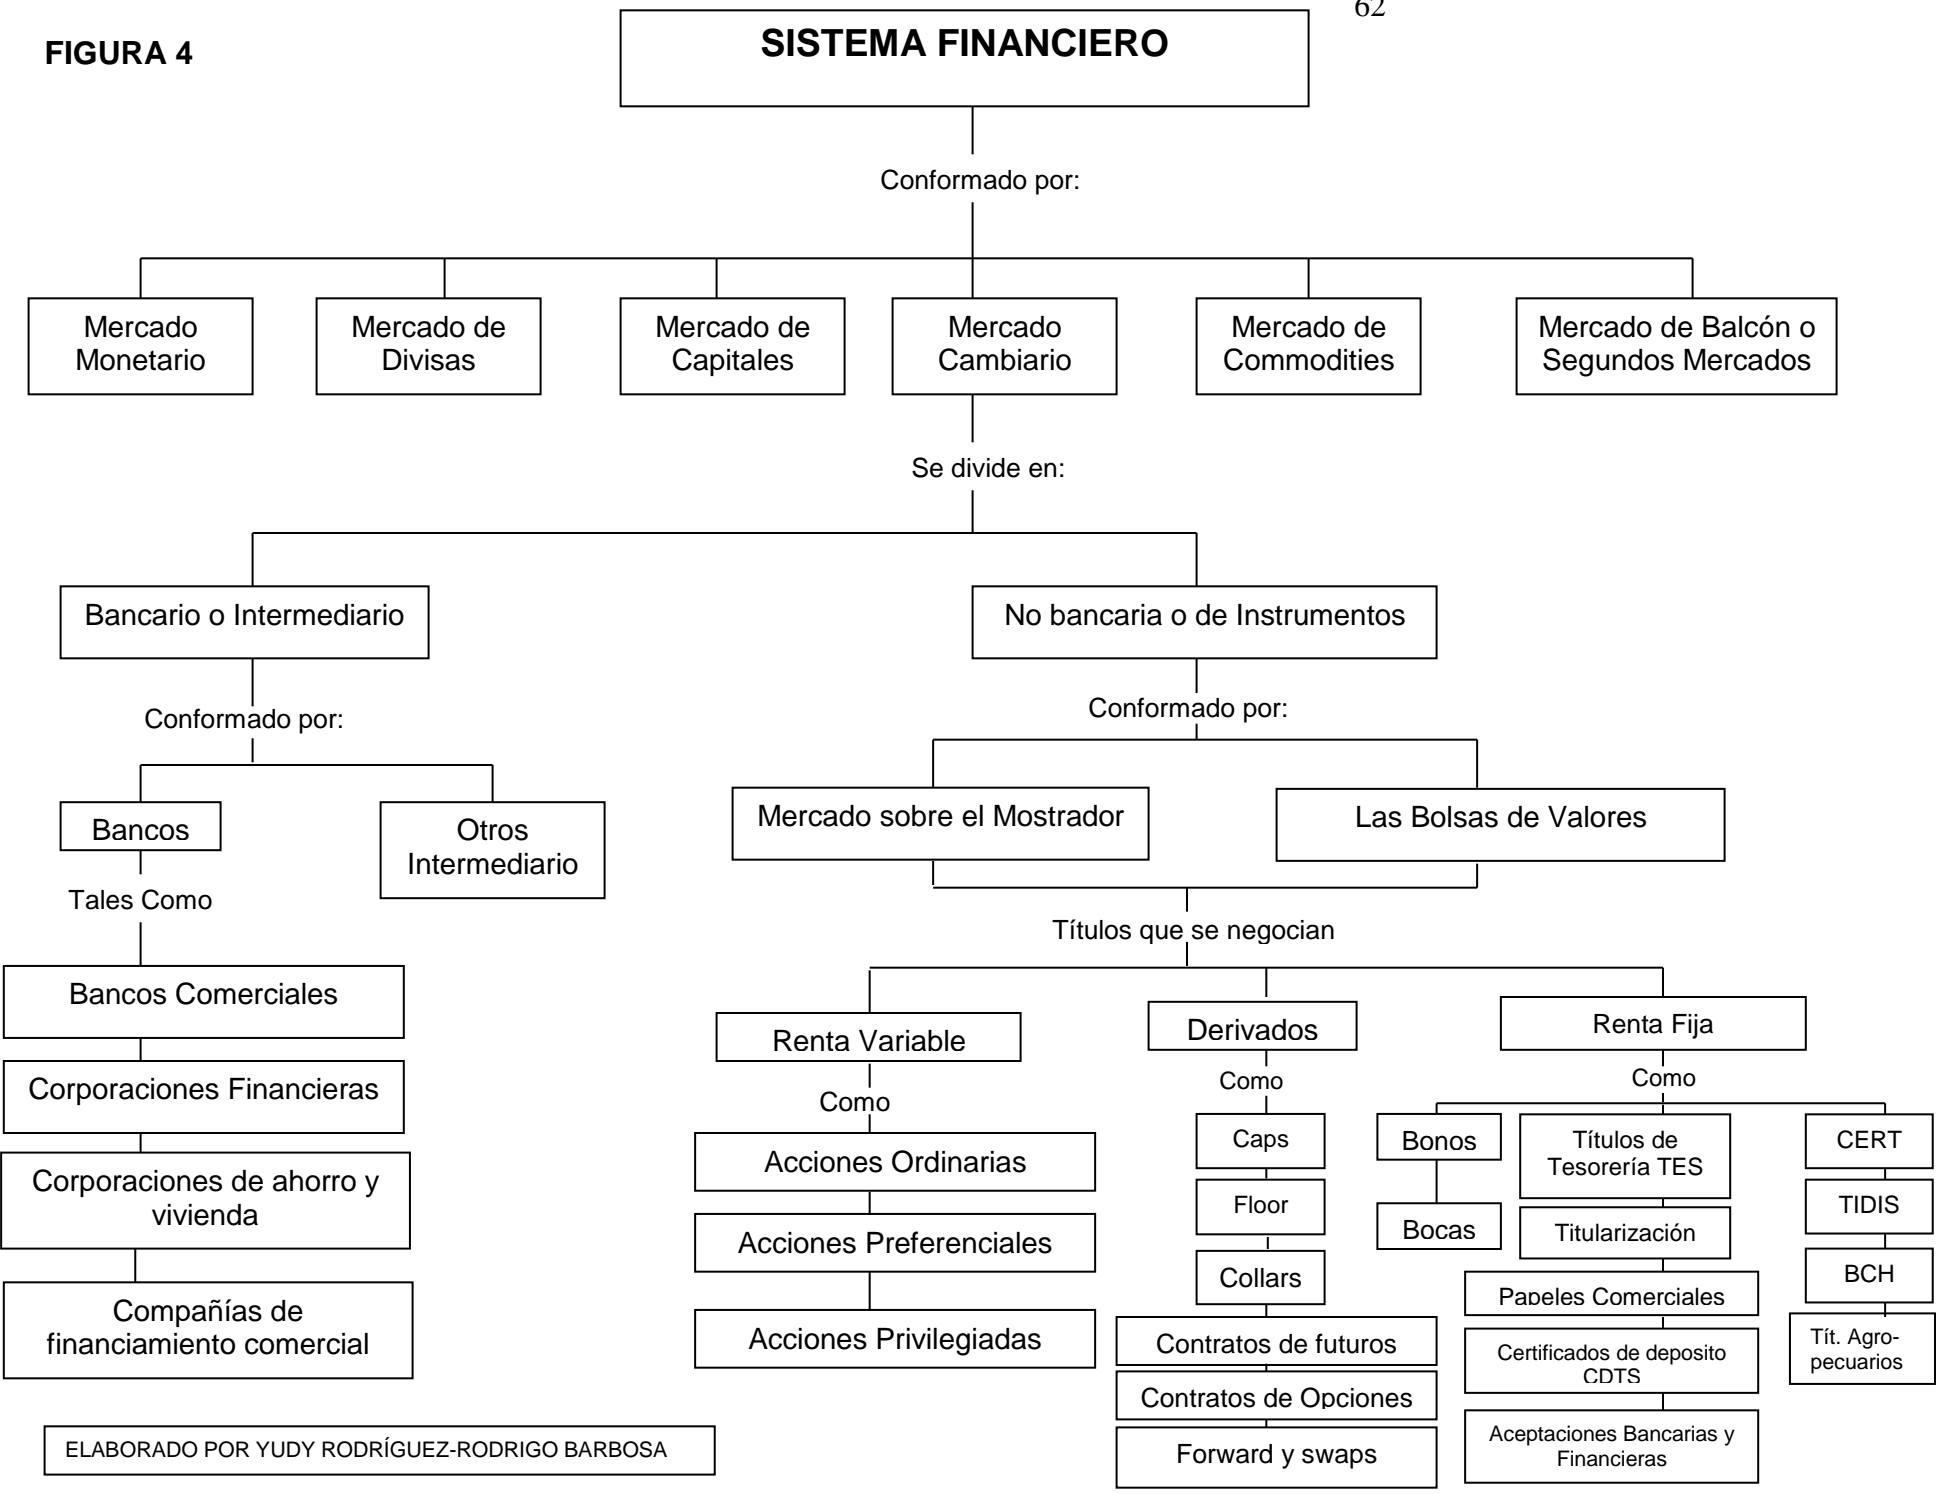 62
FIGURA 4
SISTEMA FINANCIERO
Conformado por:
Mercado
Monetario
Mercado de
Divisas
Mercado de
Capitales
Mercado
Cambiario
Mercado de
Commodities
Mercado de Balcón o
Segundos Mercados
Se divide en:
Bancario o Intermediario
No bancaria o de Instrumentos
Conformado por:
Conformado por:
Bancos
Otros
Intermediario
Mercado sobre el Mostrador
Las Bolsas de Valores
Tales Como
Títulos que se negocian
Bancos Comerciales
Corporaciones Financieras
Corporaciones de ahorro y
vivienda
Compañías de
financiamiento comercial
Renta Variable
Como
Acciones Ordinarias
Acciones Preferenciales
Acciones Privilegiadas
Derivados
Como
Caps
Floor
Collars
Contratos de futuros
Contratos de Opciones
Forward y swaps
Renta Fija
Como
Bonos
Bocas
Títulos de
Tesorería TES
Titularización
Papeles Comerciales
Certificados de deposito
CDTS
Aceptaciones Bancarias y
Financieras
CERT
TIDIS
BCH
Tít. Agro-
pecuarios
ELABORADO POR YUDY RODRÍGUEZ-RODRIGO BARBOSA